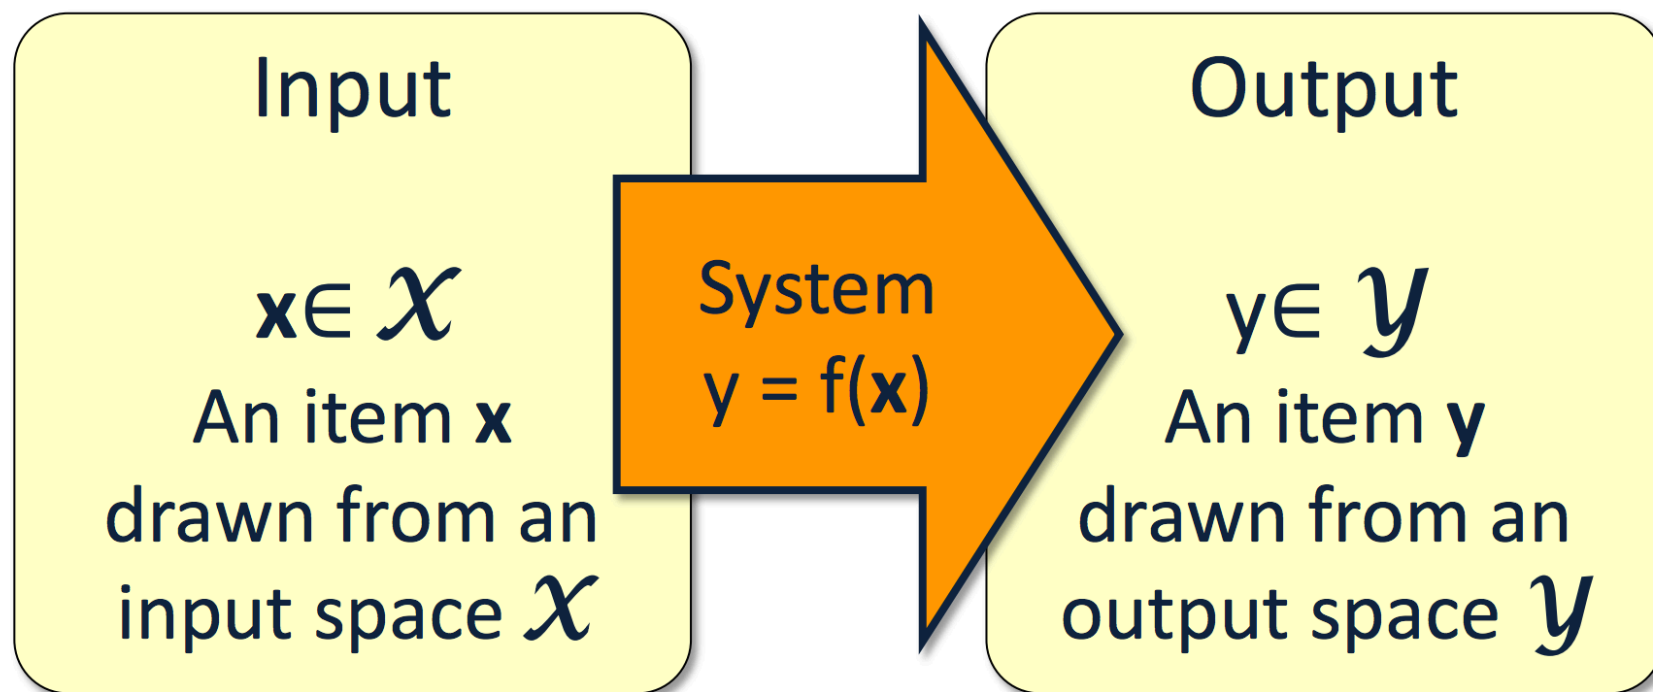 Input
x∈ 𝒳
An item x
drawn from an
input space 𝒳
System
y = f(x)
Output
y∈ 𝒴
An item y
drawn from an
output space 𝒴